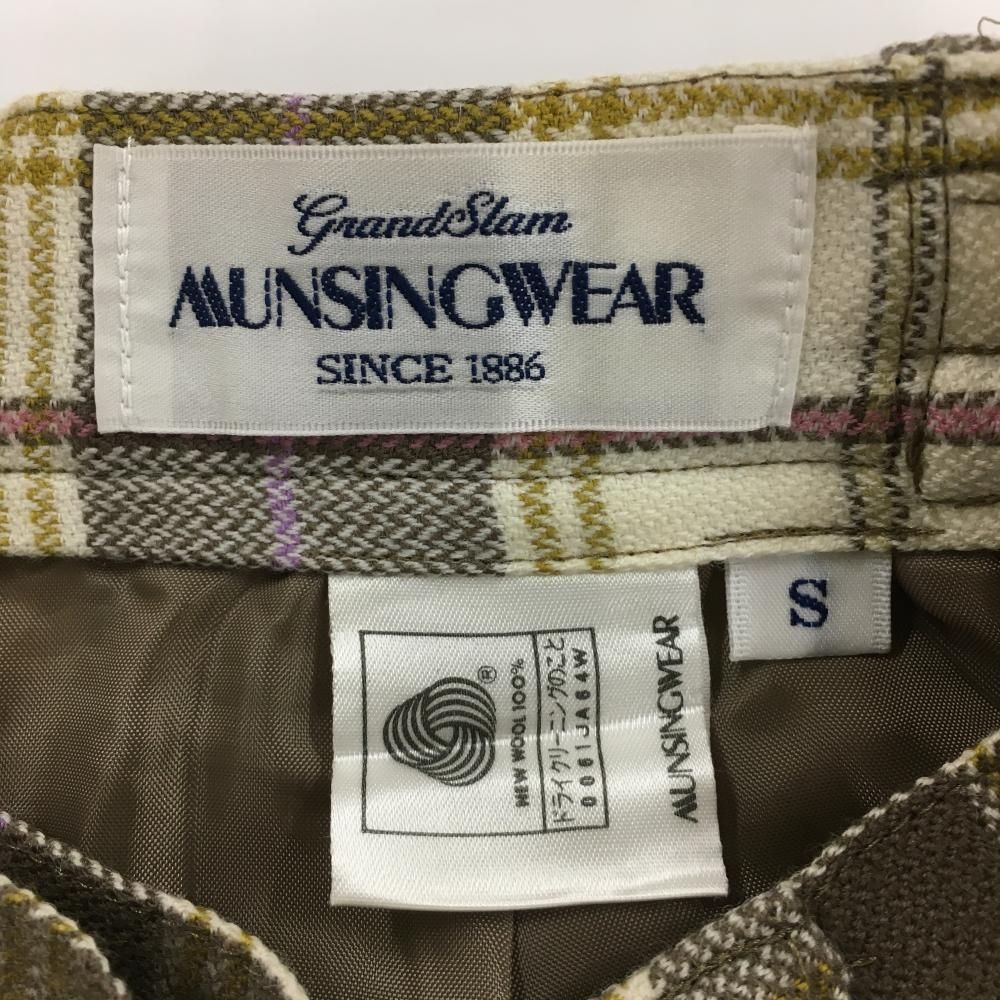 GrandSlam
MUNSINGWEAR
SINCE 1886
S
®
NEW WOOL 100%
ドライクリーニングのこと
0061JA64W
MUNSINGWEAR